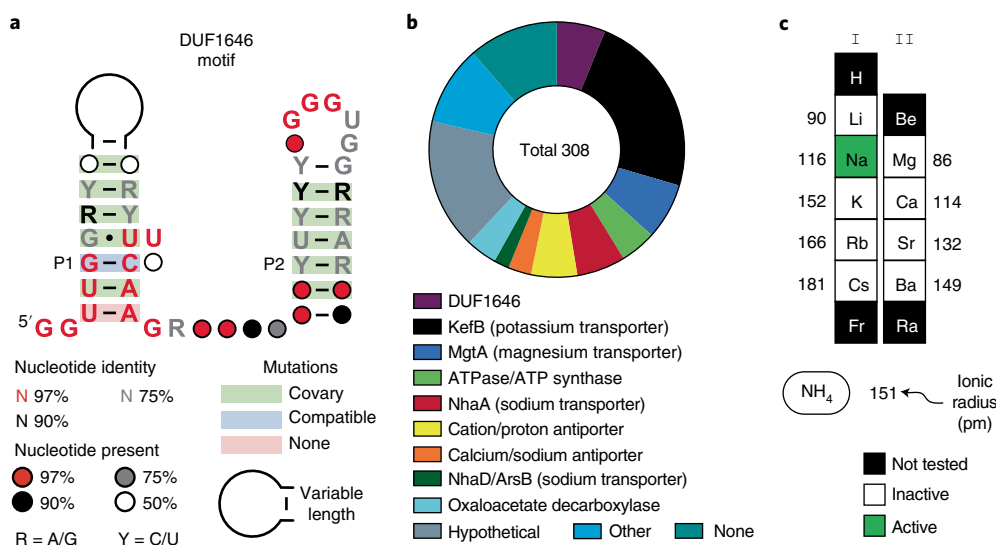 a
DUF1646
motif
G
G G
G U
G
Y – G
Y – R
Y – R
R – Y
Y – R
G • U U
U – A
P1 G – C
P2 Y – R
U – A
U – A
5′ G G G R
Nucleotide identity
N 97% N 75%
N 90%
Nucleotide present
97% 75%
90% 50%
R = A/G Y = C/U
Mutations
Covary
Compatible
None
Variable
length
b
Total 308
DUF1646
KefB (potassium transporter)
MgtA (magnesium transporter)
ATPase/ATP synthase
NhaA (sodium transporter)
Cation/proton antiporter
Calcium/sodium antiporter
NhaD/ArsB (sodium transporter)
Oxaloacetate decarboxylase
Hypothetical Other None
c
I II
H
90 Li Be
116 Na Mg 86
152 K Ca 114
166 Rb Sr 132
181 Cs Ba 149
Fr Ra
NH4 151 Ionic
radius
(pm)
Not tested
Inactive
Active